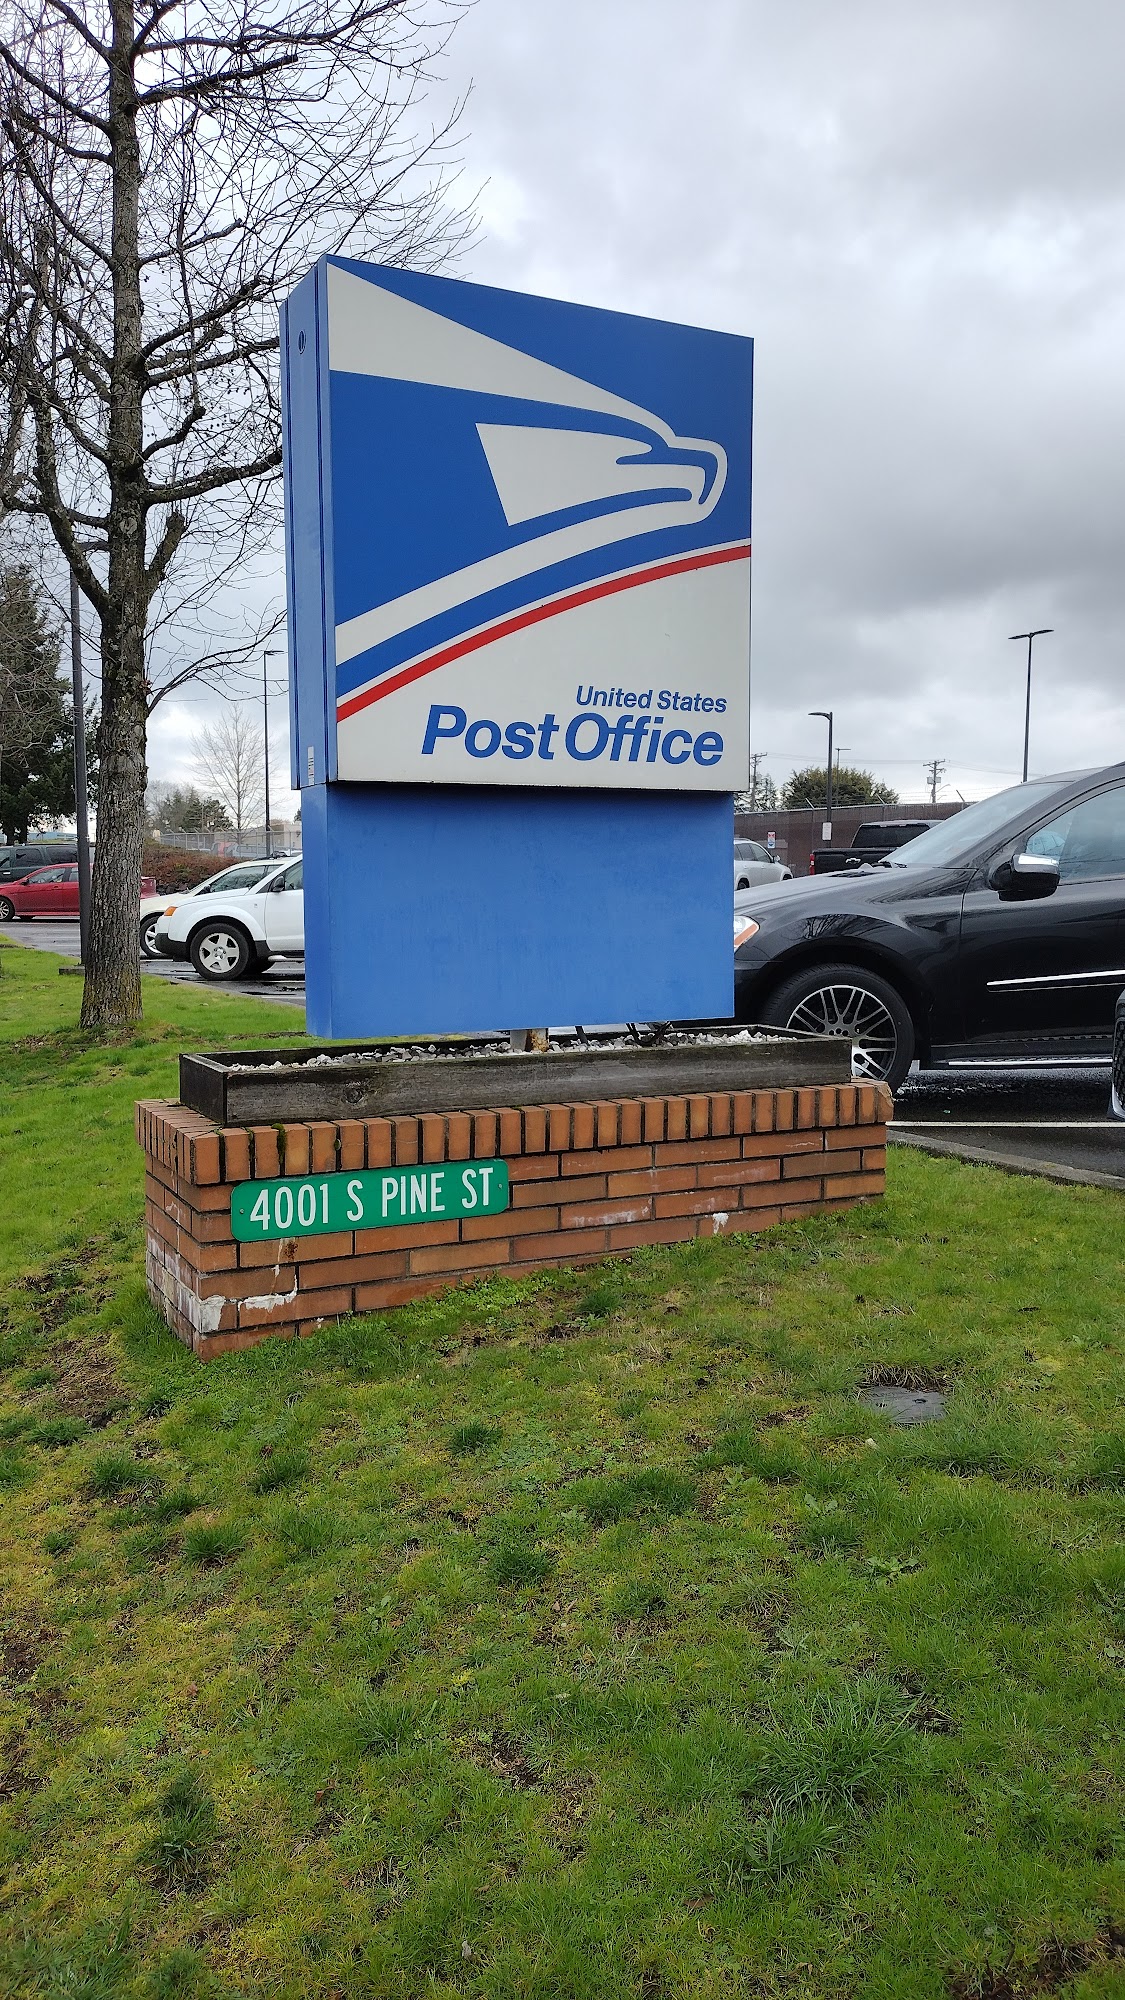 United States
Post Office
4001 S PINE ST